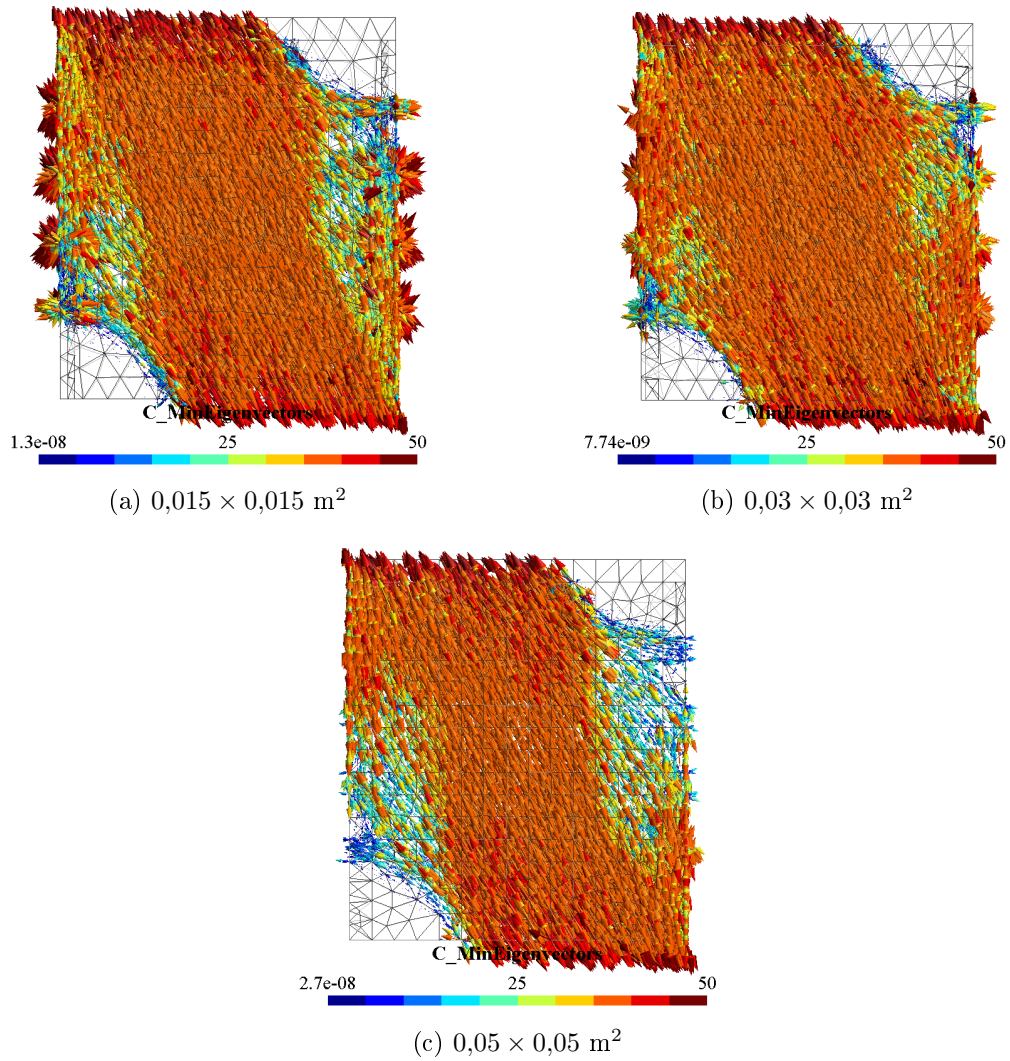 C_MinEigenvectors C_MinEigenvectors
1.3e-08 25 50 7.74e-09 25 50
(a) 0,015 × 0,015 m² (b) 0,03 × 0,03 m²
C_MinEigenvectors
2.7e-08 25 50
(c) 0,05 × 0,05 m²